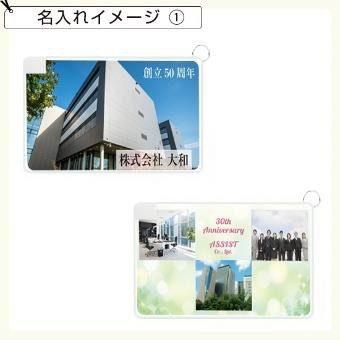 名入れイメージ ①
創立50周年
株式会社 大和
30th
Anniversary
ASSIST
Co., Ltd.